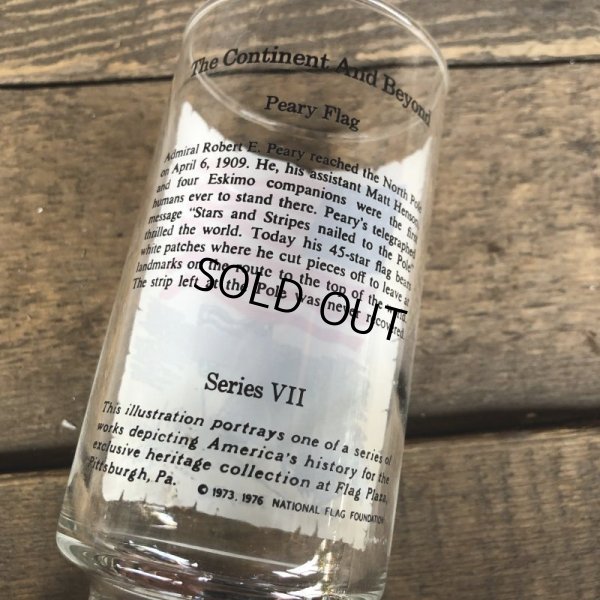 The Continent And Beyond
Peary Flag
Admiral Robert E. Peary reached the North Pole
on April 6, 1909. He, his assistant Matt Henson,
and four Eskimo companions were the first
humans ever to stand there. Peary's telegraphed
message "Stars and Stripes nailed to the Pole"
thrilled the world. Today his 45-star flag bears
white patches where he cut pieces off to leave at
landmarks on the route to the top of the
The strip left at the Pole was never recovered.
SOLD OUT
Series VII
This illustration portrays one of a series of
works depicting America's history for the
exclusive heritage collection at Flag Plaza,
Pittsburgh, Pa.
© 1973, 1976 NATIONAL FLAG FOUNDATION